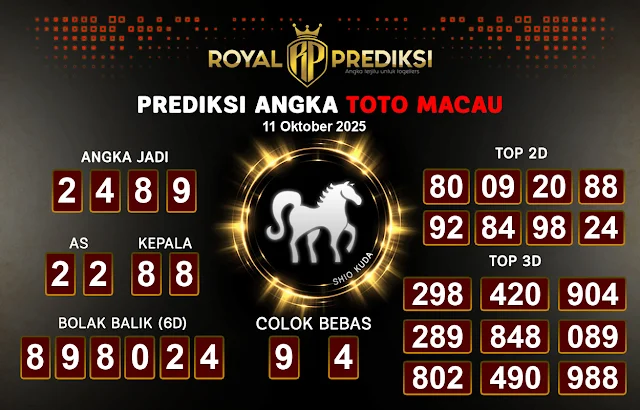 ROYAL RP PREDIKSI
Angka terjitu untuk togelers
PREDIKSI ANGKA TOTO MACAU
11 Oktober 2025
ANGKA JADI
2 4 8 9
AS KEPALA
2 2 8 8
BOLAK BALIK (6D)
8 9 8 0 2 4
SHIO KUDA
COLOK BEBAS
9 4
TOP 2D
80 09 20 88
92 84 98 24
TOP 3D
298 420 904
289 848 089
802 490 988